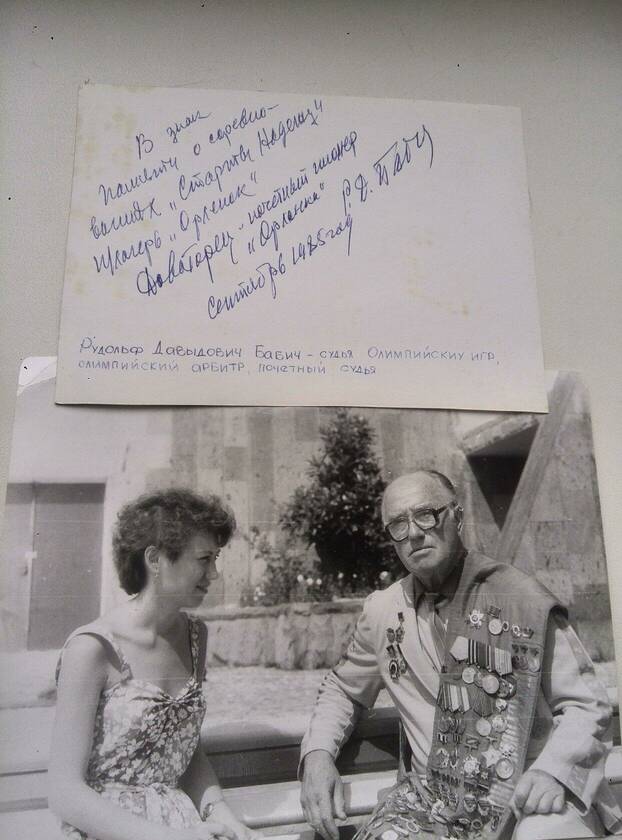 В знак
памяти о соревно-
ваниях „Старты Надежд"
п/лагерь „Орленок"
почетный пионер
„Орленка" Р. Д. Бабич
сентябрь 1985 год
Рудольф Давыдович Бабич - судья Олимпийских игр,
олимпийский арбитр, почетный судья